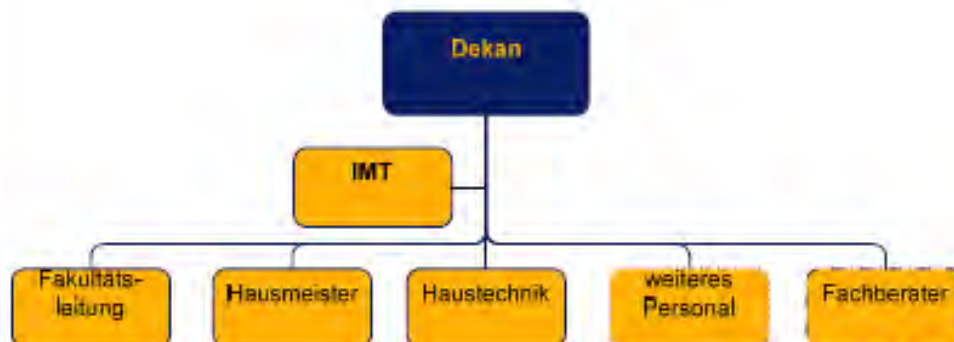 Dekan
IMT
Fakultäts-
leitung
Hausmeister
Haustechnik
weiteres
Personal
Fachberater